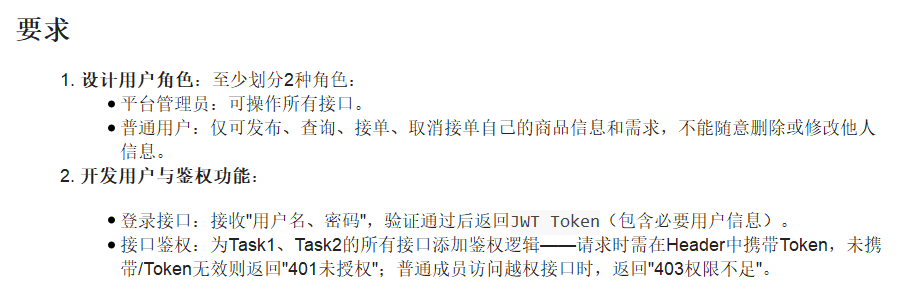 要求
1. 设计用户角色：至少划分2种角色：
● 平台管理员：可操作所有接口。
● 普通用户：仅可发布、查询、接单、取消接单自己的商品信息和需求，不能随意删除或修改他人
信息。
2. 开发用户与鉴权功能：
● 登录接口：接收"用户名、密码"，验证通过后返回JWT Token（包含必要用户信息）。
● 接口鉴权：为Task1、Task2的所有接口添加鉴权逻辑——请求时需在Header中携带Token，未携
带/Token无效则返回"401未授权"；普通成员访问越权接口时，返回"403权限不足"。